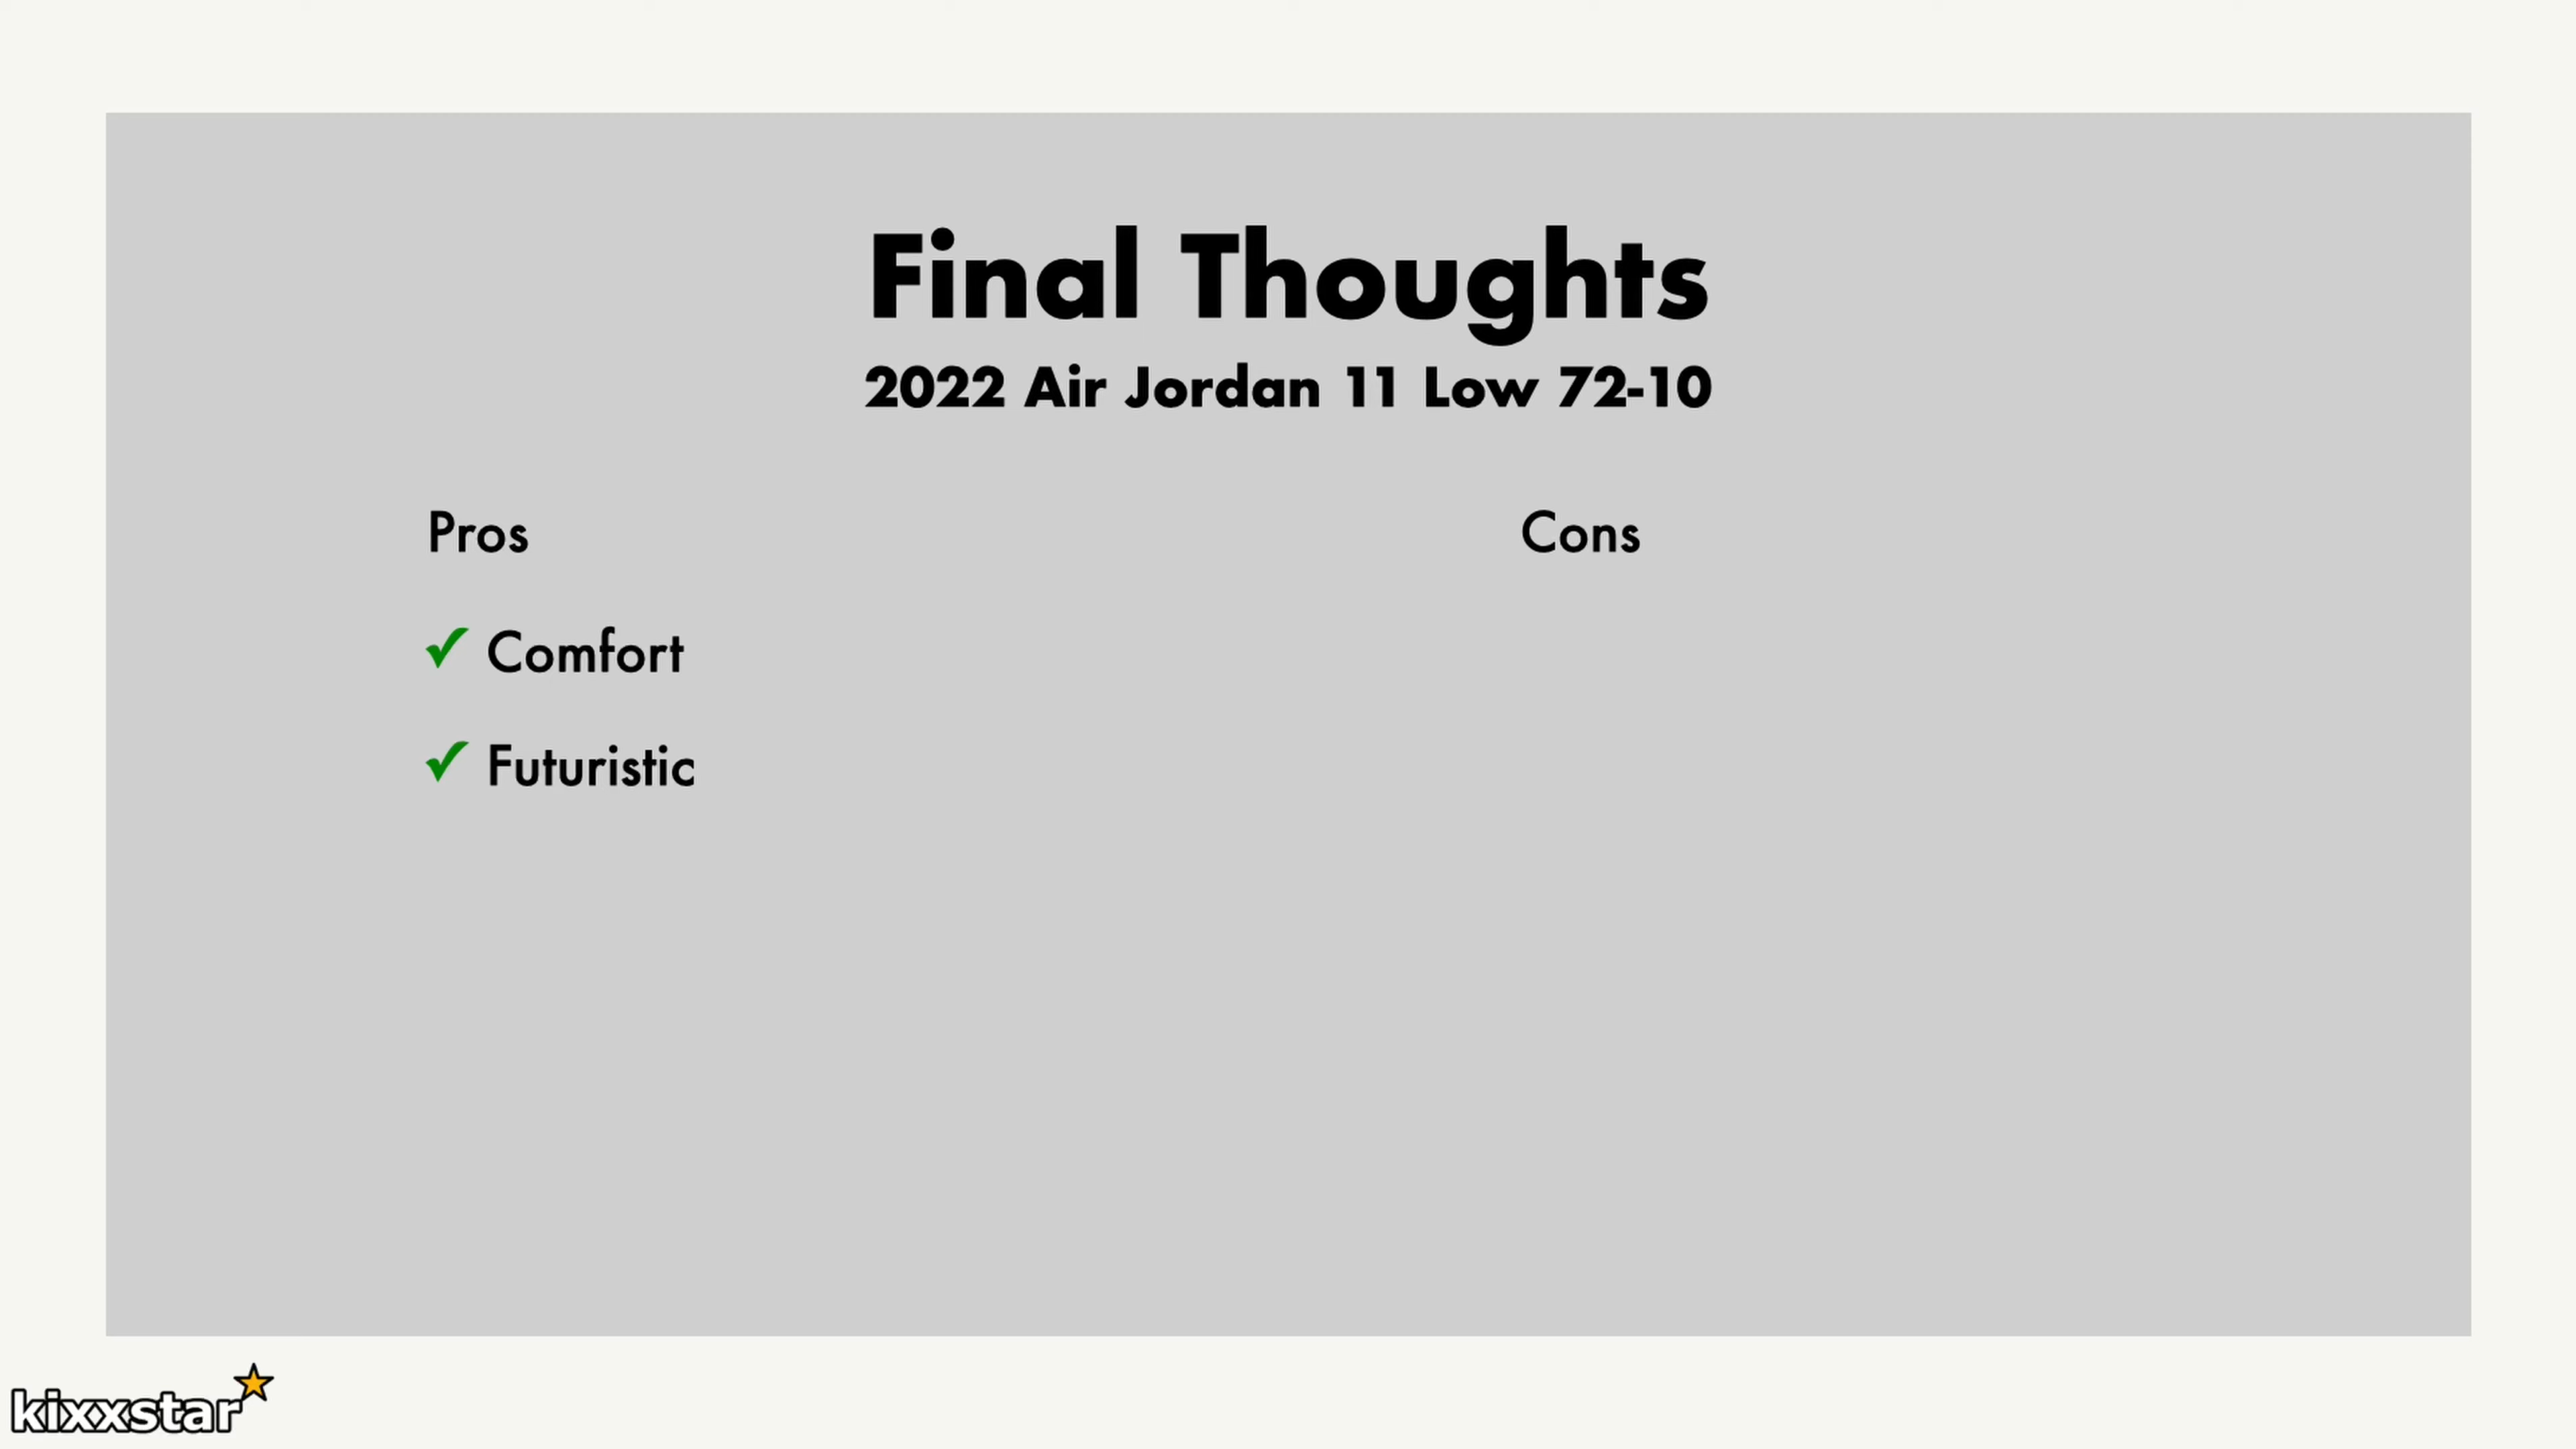 Final Thoughts
2022 Air Jordan 11 Low 72-10
Pros
Cons
✓ Comfort
✓ Futuristic
kixxstar